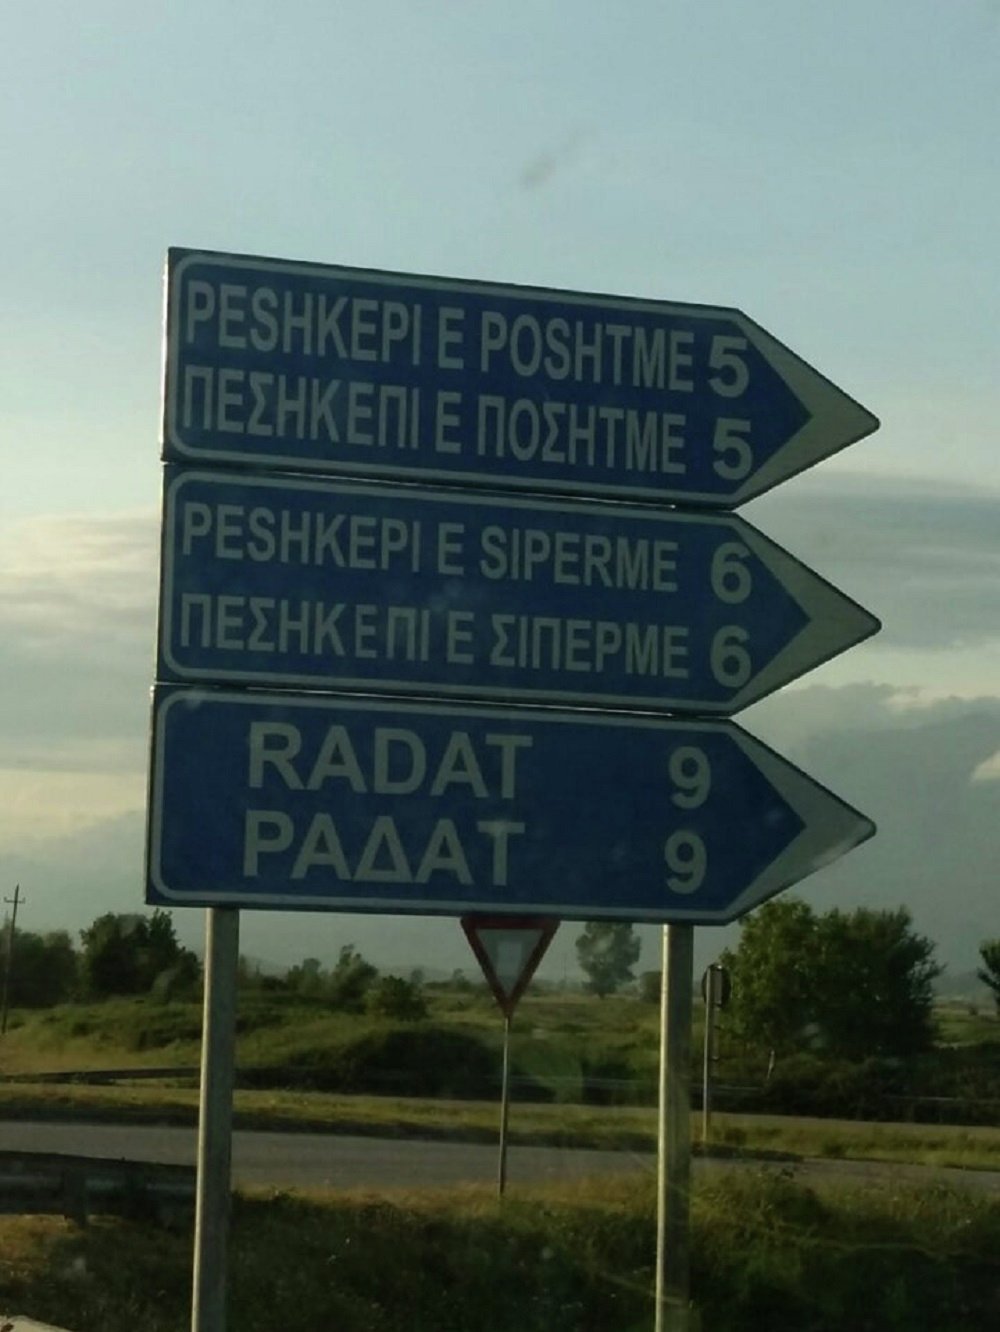 PESHKEPI E POSHTME 5
ΠΕΣΗΚΕΠΙ Ε ΠΟΣΗΤΜΕ 5
PESHKEPI E SIPERME 6
ΠΕΣΗΚΕΠΙ Ε ΣΙΠΕΡΜΕ 6
RADAT 9
ΡΑΔΑΤ 9